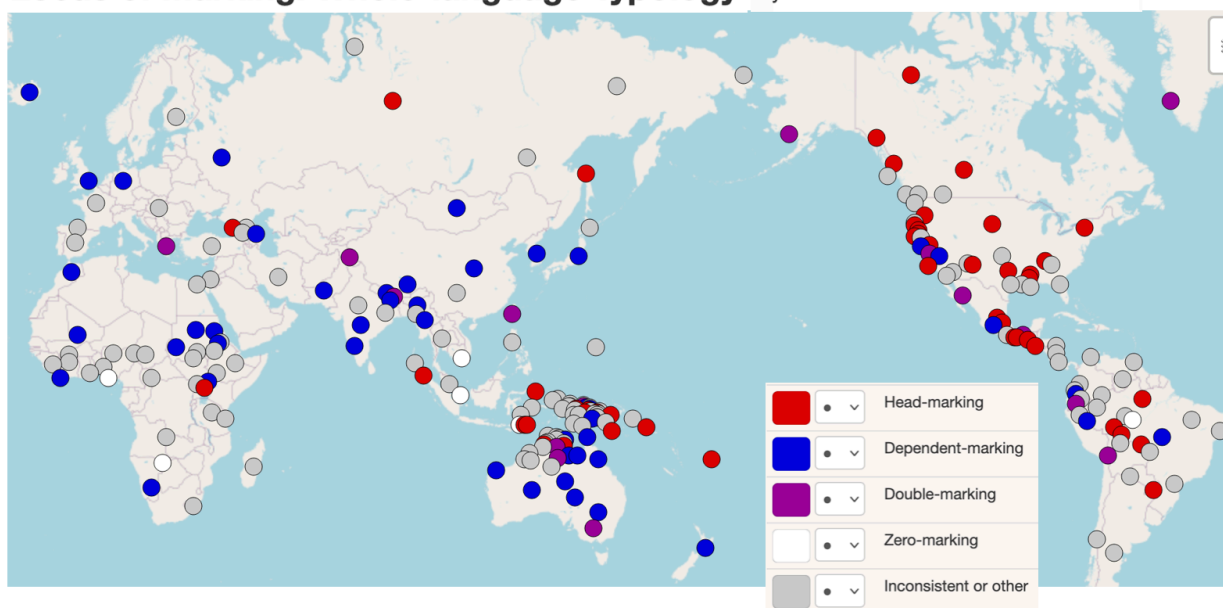 Head-marking
Dependent-marking
Double-marking
Zero-marking
Inconsistent or other